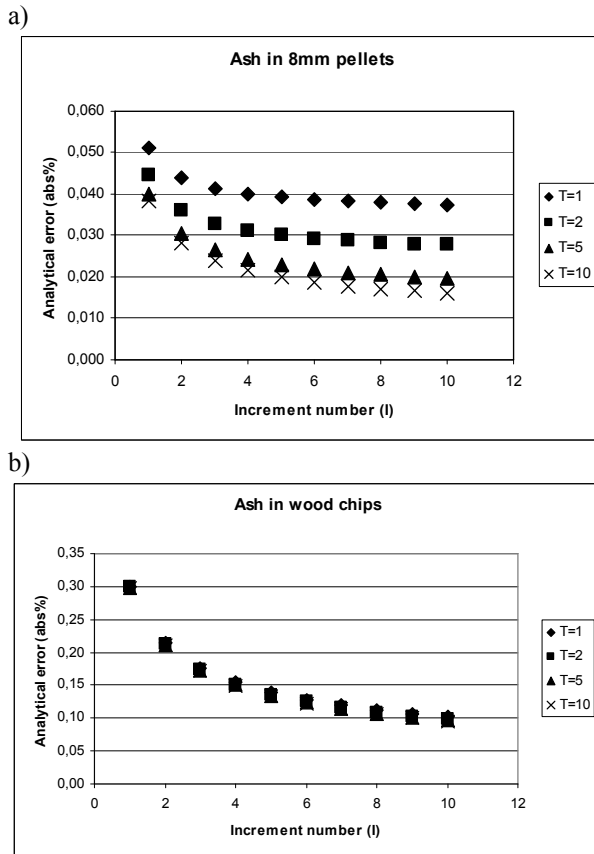 a)
Ash in 8mm pellets
0,060
0,050
0,040
0,030
0,020
0,010
0,000
Analytical error (abs%)
0 2 4 6 8 10 12
Increment number (I)
T=1
T=2
T=5
T=10
b)
Ash in wood chips
0,35
0,30
0,25
0,20
0,15
0,10
0,05
0,00
Analytical error (abs%)
0 2 4 6 8 10 12
Increment number (I)
T=1
T=2
T=5
T=10